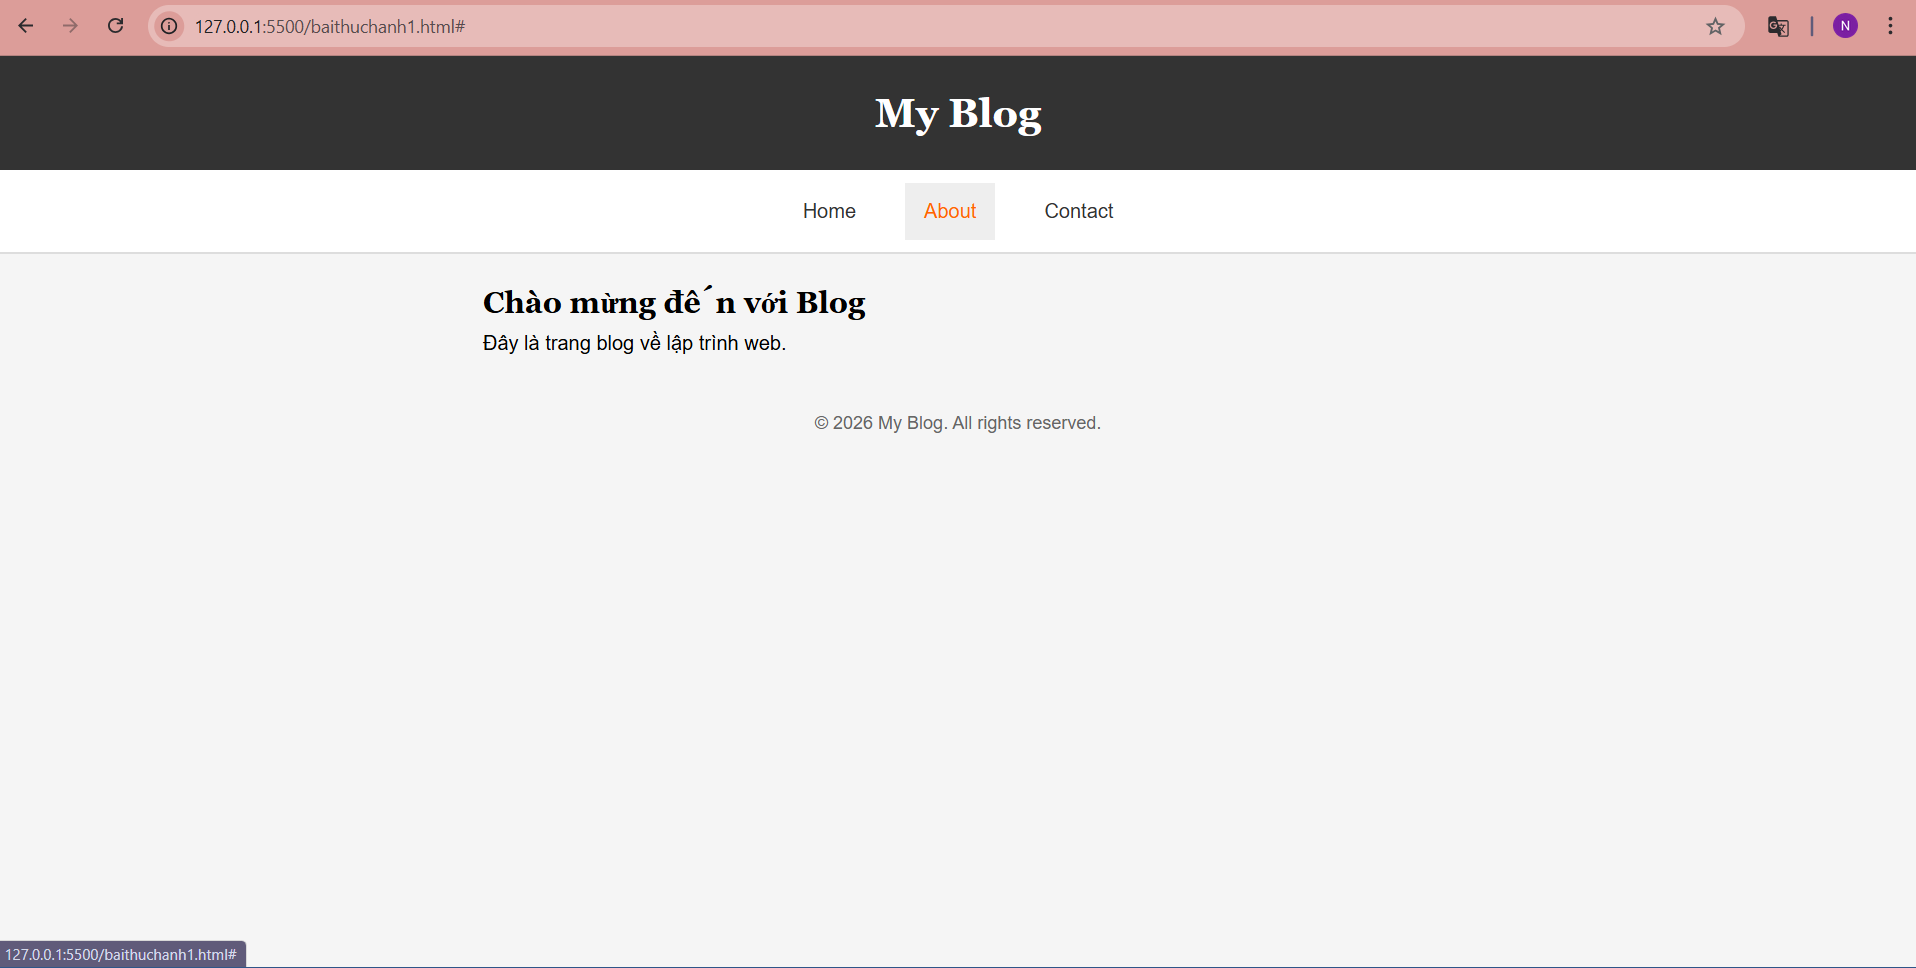 127.0.0.1:5500/baithuchanh1.html#
N
My Blog
Home About Contact
Chào mừng đến với Blog
Đây là trang blog về lập trình web.
© 2026 My Blog. All rights reserved.
127.0.0.1:5500/baithuchanh1.html#